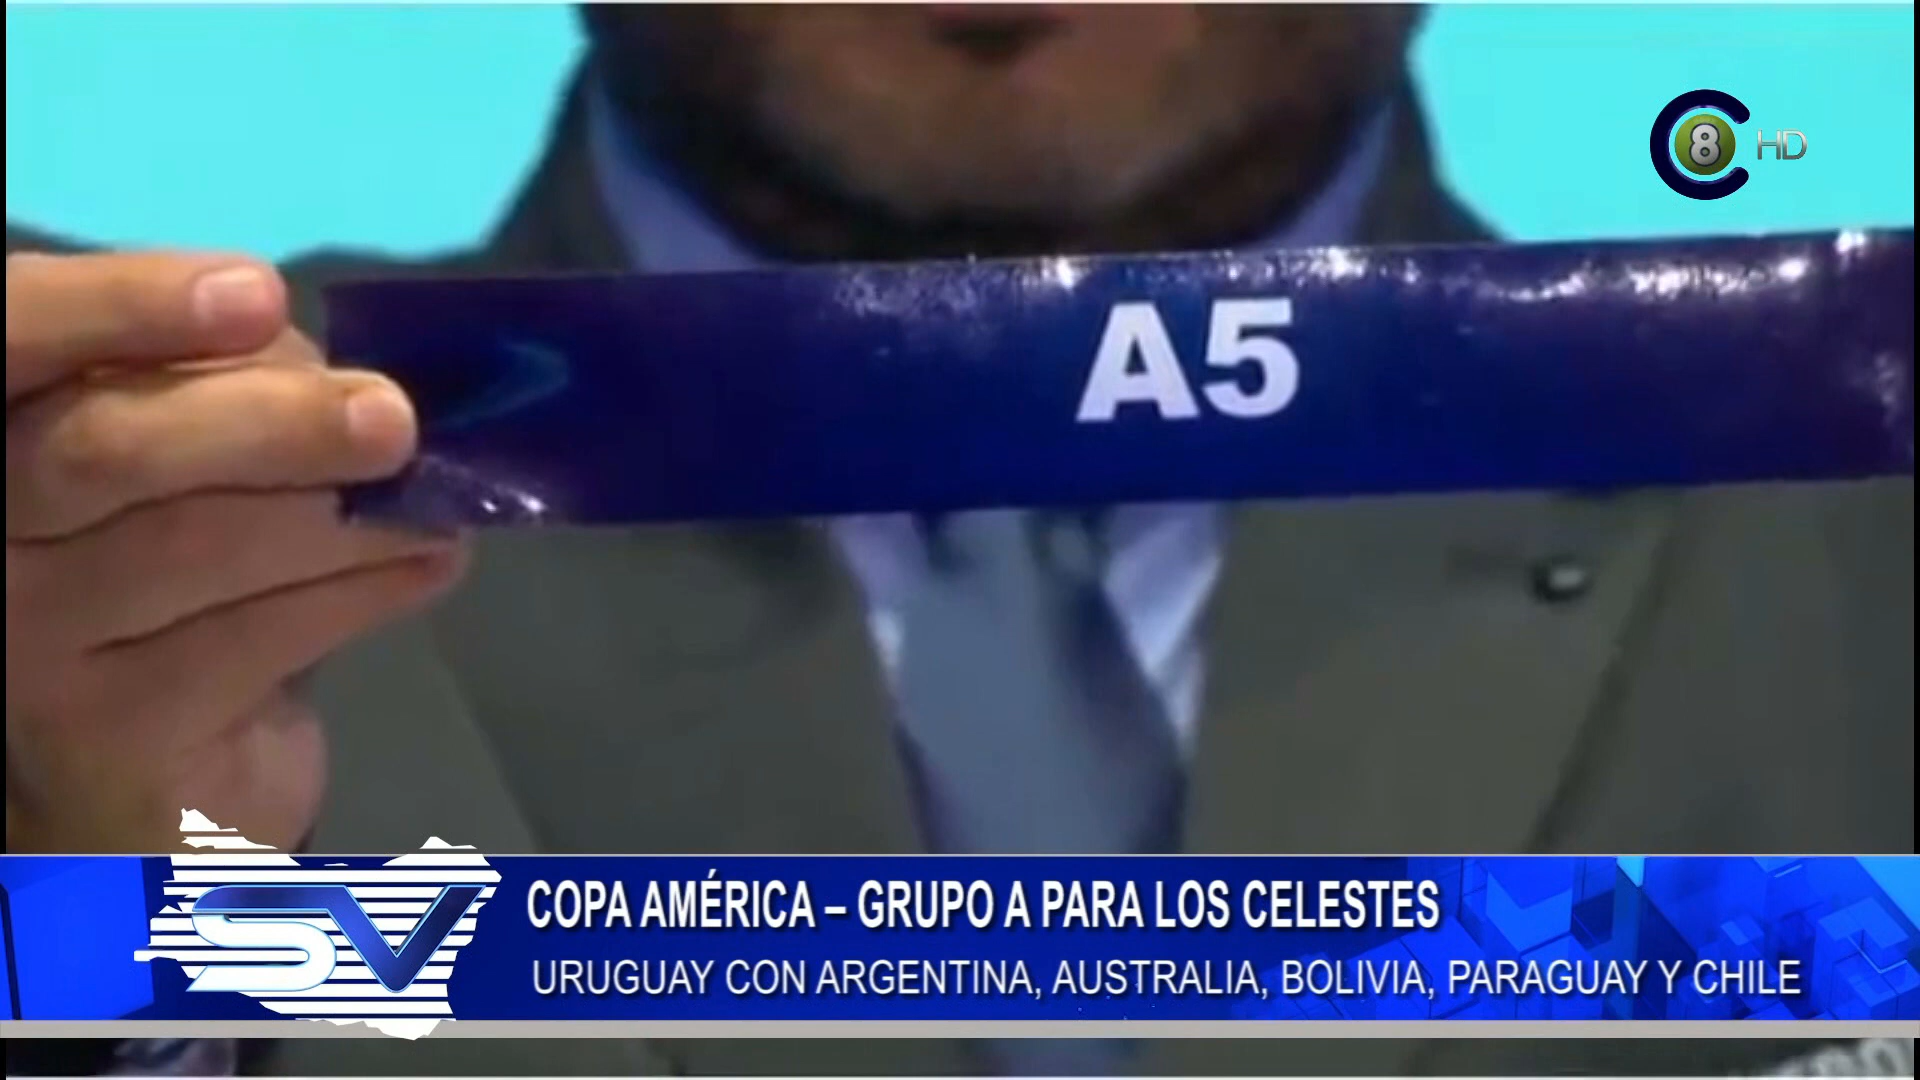 8 HD
A5
SV
COPA AMÉRICA – GRUPO A PARA LOS CELESTES
URUGUAY CON ARGENTINA, AUSTRALIA, BOLIVIA, PARAGUAY Y CHILE